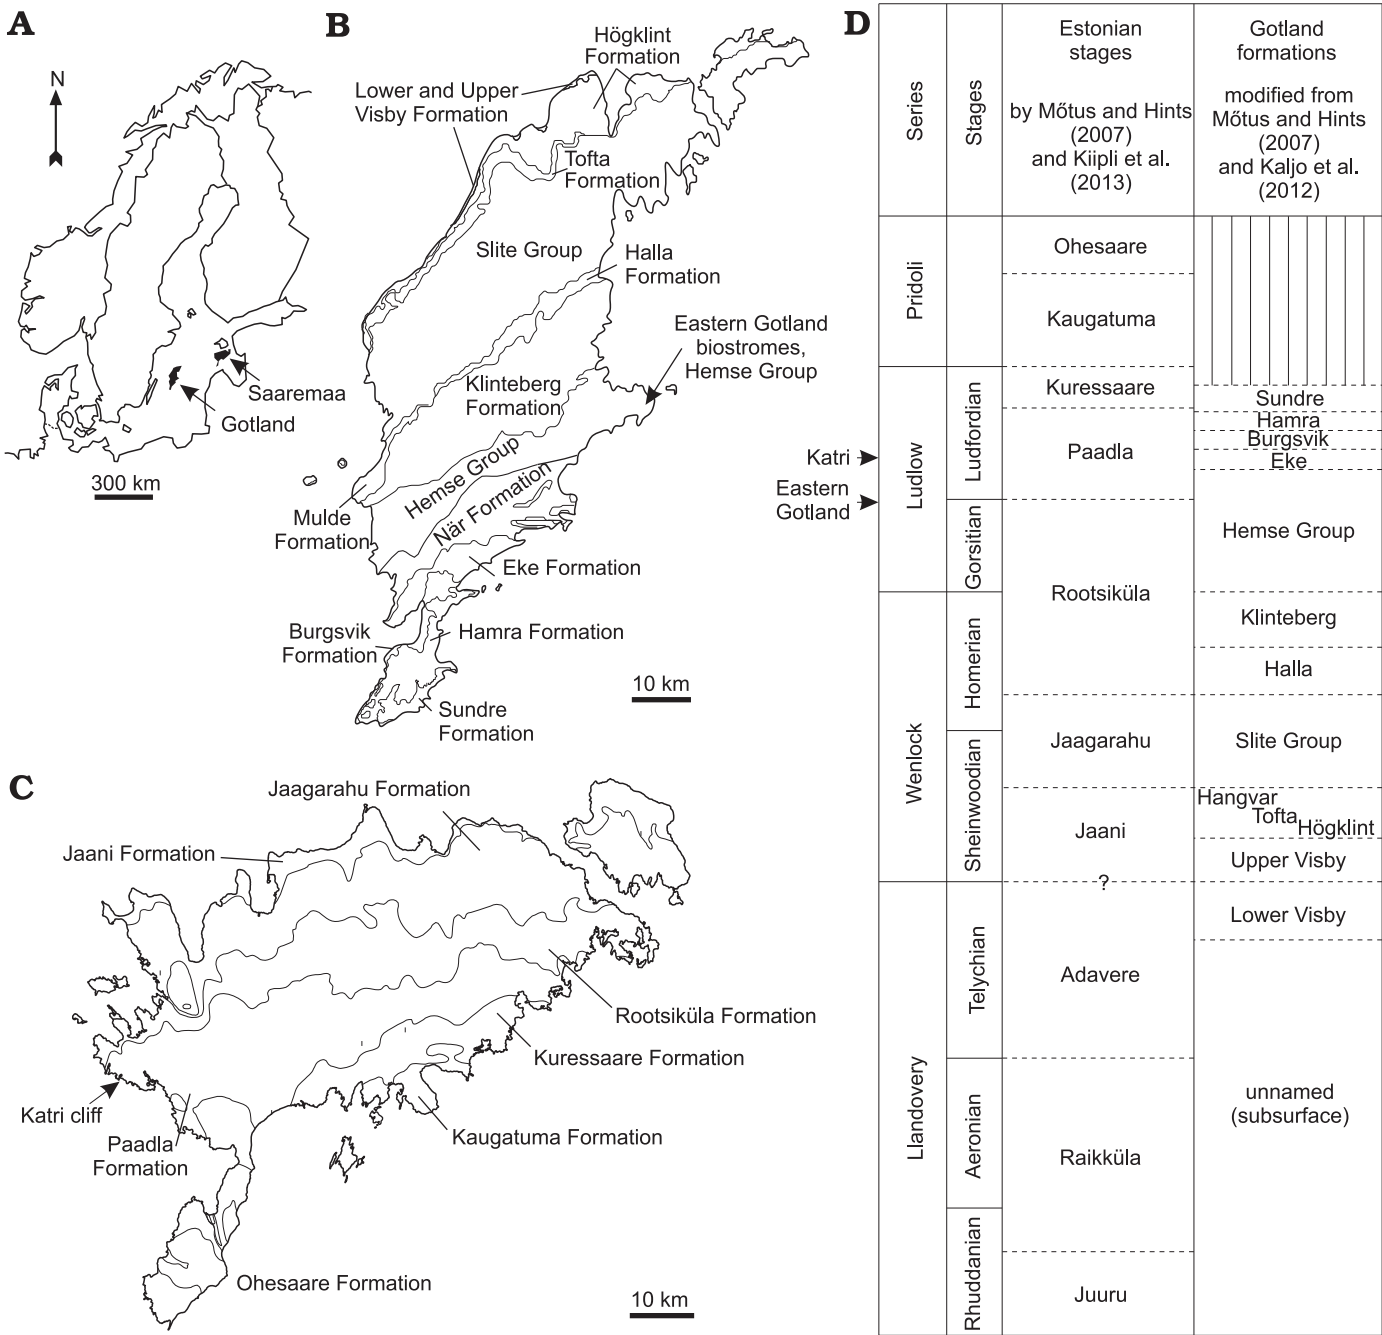 A
N
Saaremaa
Gotland
300 km
B
Högklint
Formation
Lower and Upper
Visby Formation
Tofta
Formation
Slite Group
Halla
Formation
Eastern Gotland
biostromes,
Hemse Group
Klinteberg
Formation
Hemse Group
När Formation
Mulde
Formation
Eke Formation
Burgsvik
Formation
Hamra Formation
Sundre
Formation
10 km
C
Jaagarahu Formation
Jaani Formation
Rootsiküla Formation
Kuressaare Formation
Katri cliff
Paadla
Formation
Kaugatuma Formation
Ohesaare Formation
10 km
D
Series
Stages
Estonian
stages
by Mőtus and Hints
(2007)
and Kiipli et al.
(2013)
Gotland
formations
modified from
Mőtus and Hints
(2007)
and Kaljo et al.
(2012)
Pridoli
Ludlow
Wenlock
Llandovery
Ludfordian
Gorsitian
Homerian
Sheinwoodian
Telychian
Aeronian
Rhuddanian
Katri
Eastern
Gotland
Ohesaare
Kaugatuma
Kuressaare
Paadla
Rootsiküla
Jaagarahu
Jaani
?
Adavere
Raikküla
Juuru
Sundre
Hamra
Burgsvik
Eke
Hemse Group
Klinteberg
Halla
Slite Group
Hangvar
Tofta
Högklint
Upper Visby
Lower Visby
unnamed
(subsurface)